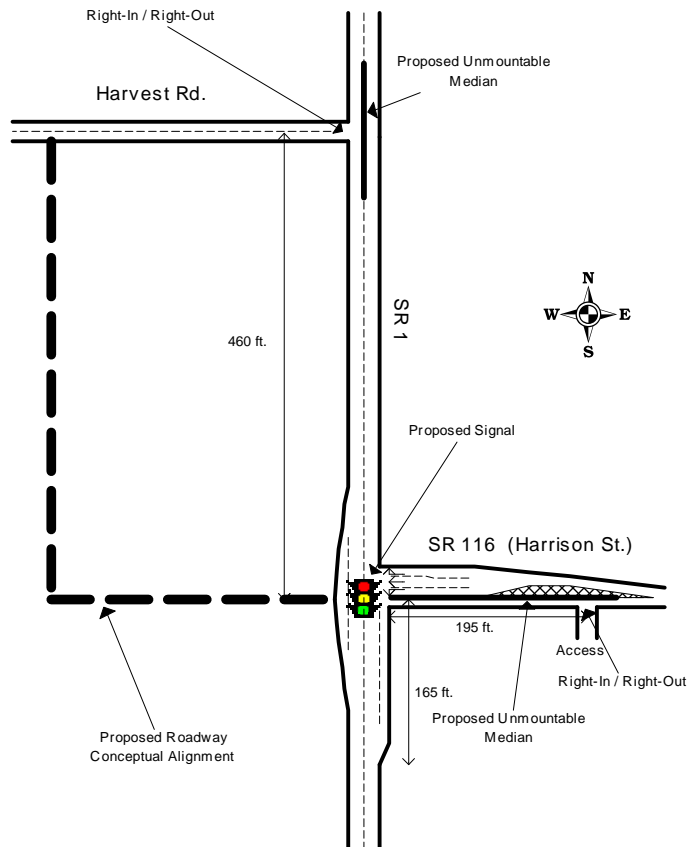 Right-In / Right-Out
Proposed Unmountable
Median
Harvest Rd.
N
W
E
S
SR 1
460 ft.
Proposed Signal
SR 116 (Harrison St.)
195 ft.
Access
Right-In / Right-Out
165 ft.
Proposed Unmountable
Median
Proposed Roadway
Conceptual Alignment